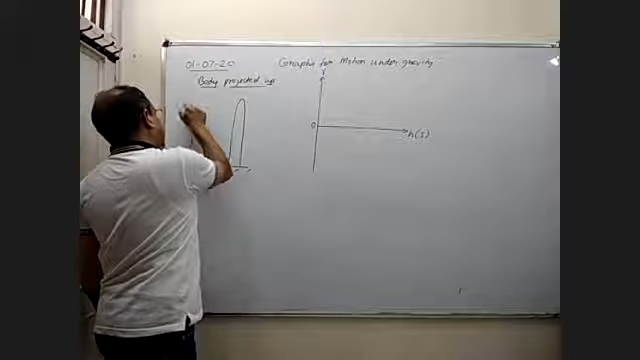 01-07-20
Graphs for Motion under gravity
Body projected up
v
0
h(s)